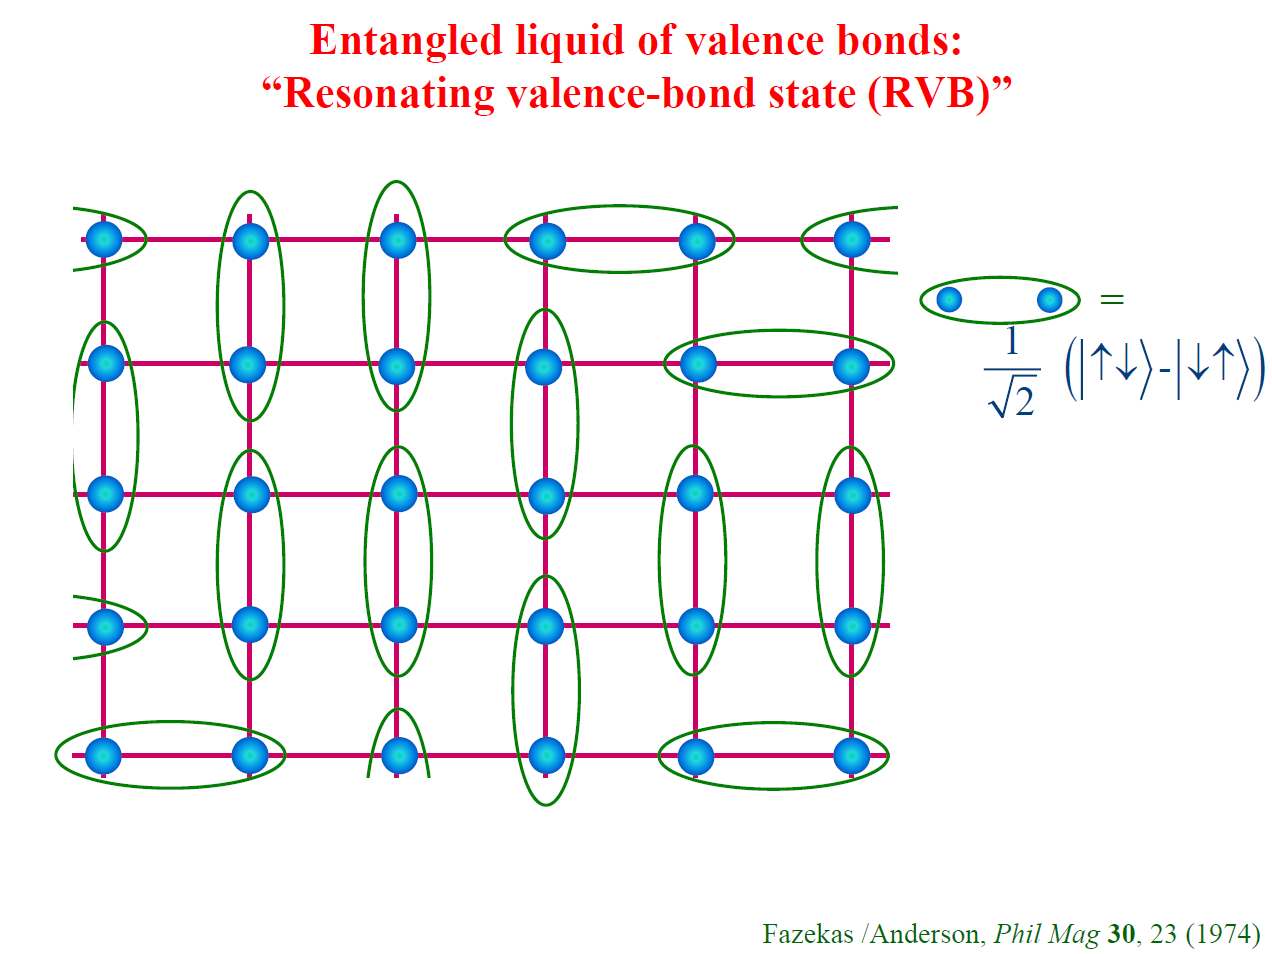 Entangled liquid of valence bonds:
“Resonating valence-bond state (RVB)”
=
1/√2 (|↑↓⟩-|↓↑⟩)
Fazekas /Anderson, Phil Mag 30, 23 (1974)